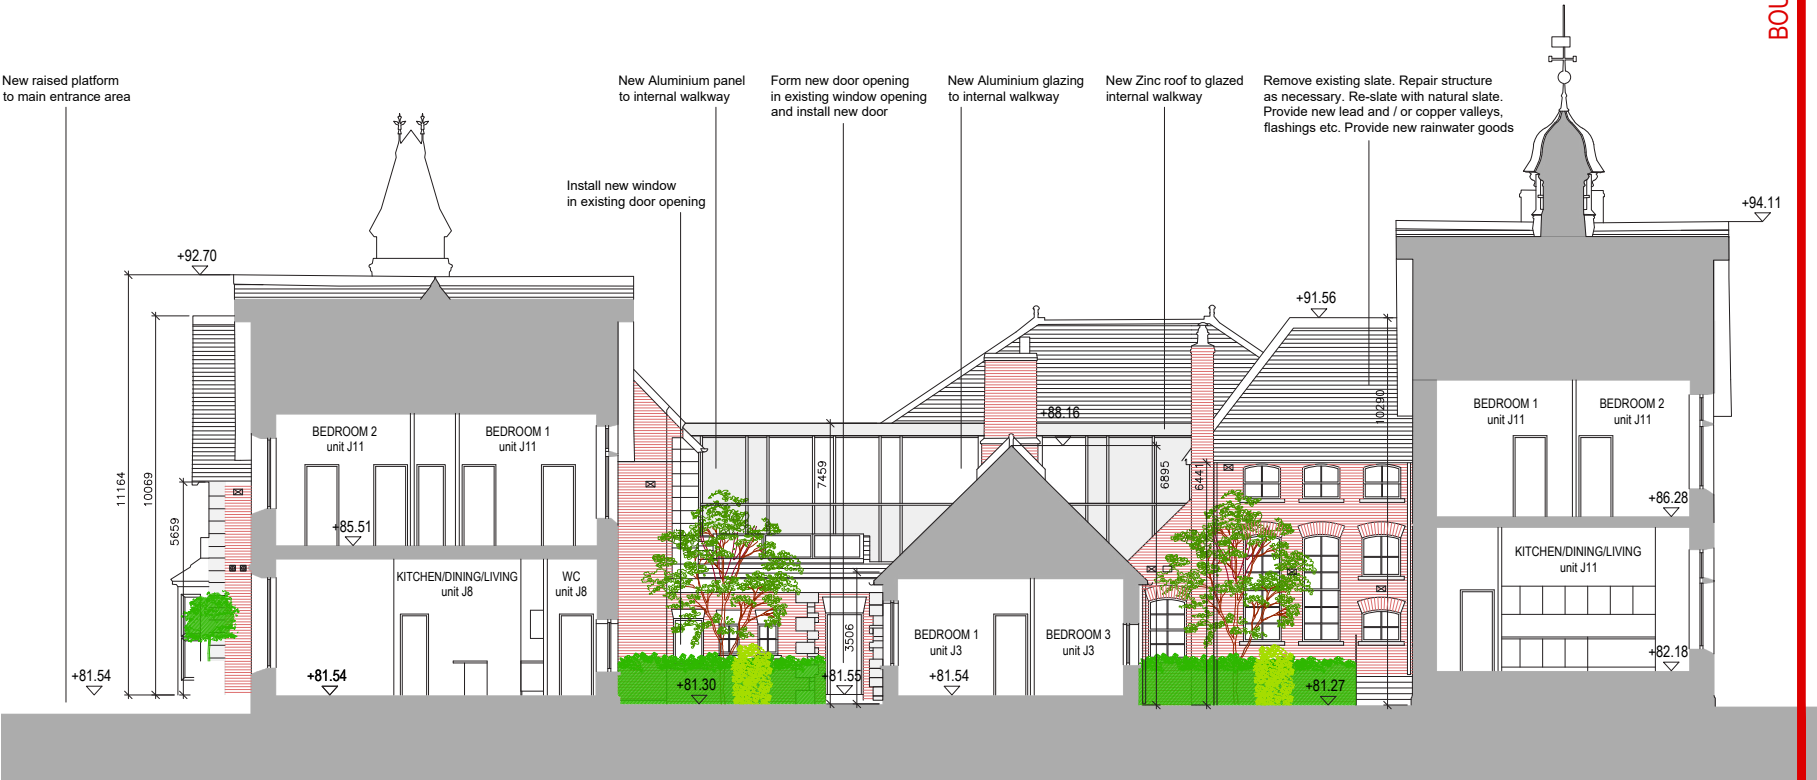 BOU
New raised platform
to main entrance area
New Aluminium panel
to internal walkway
Form new door opening
in existing window opening
and install new door
New Aluminium glazing
to internal walkway
New Zinc roof to glazed
internal walkway
Remove existing slate. Repair structure
as necessary. Re-slate with natural slate.
Provide new lead and / or copper valleys,
flashings etc. Provide new rainwater goods
Install new window
in existing door opening
+92.70
+94.11
+91.56
+88.16
11164
10069
5659
7459
6895
6441
10290
3506
BEDROOM 2
unit J11
BEDROOM 1
unit J11
+85.51
KITCHEN/DINING/LIVING
unit J8
WC
unit J8
BEDROOM 1
unit J3
BEDROOM 3
unit J3
BEDROOM 1
unit J11
BEDROOM 2
unit J11
+86.28
KITCHEN/DINING/LIVING
unit J11
+82.18
+81.54
+81.54
+81.30
+81.55
+81.54
+81.27